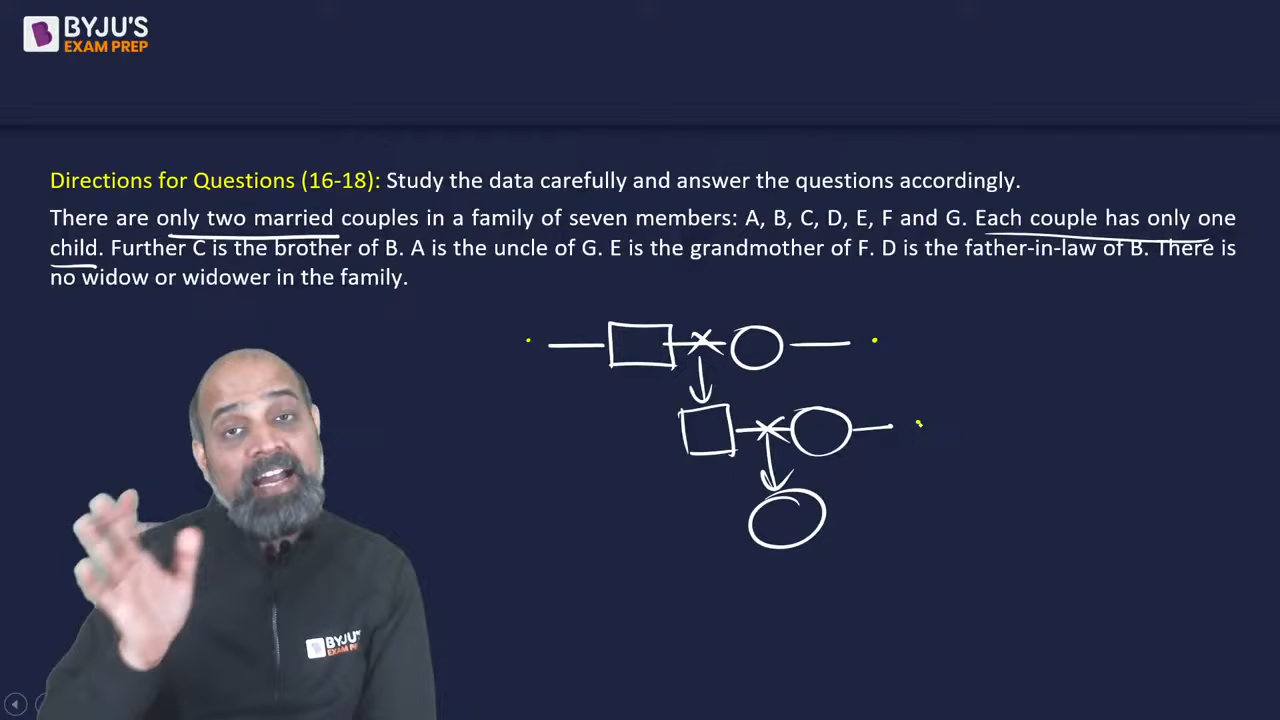 BYJU'S
EXAM PREP
Directions for Questions (16-18): Study the data carefully and answer the questions accordingly.
There are only two married couples in a family of seven members: A, B, C, D, E, F and G. Each couple has only one
child. Further C is the brother of B. A is the uncle of G. E is the grandmother of F. D is the father-in-law of B. There is
no widow or widower in the family.
BYJU'S
EXAM PREP